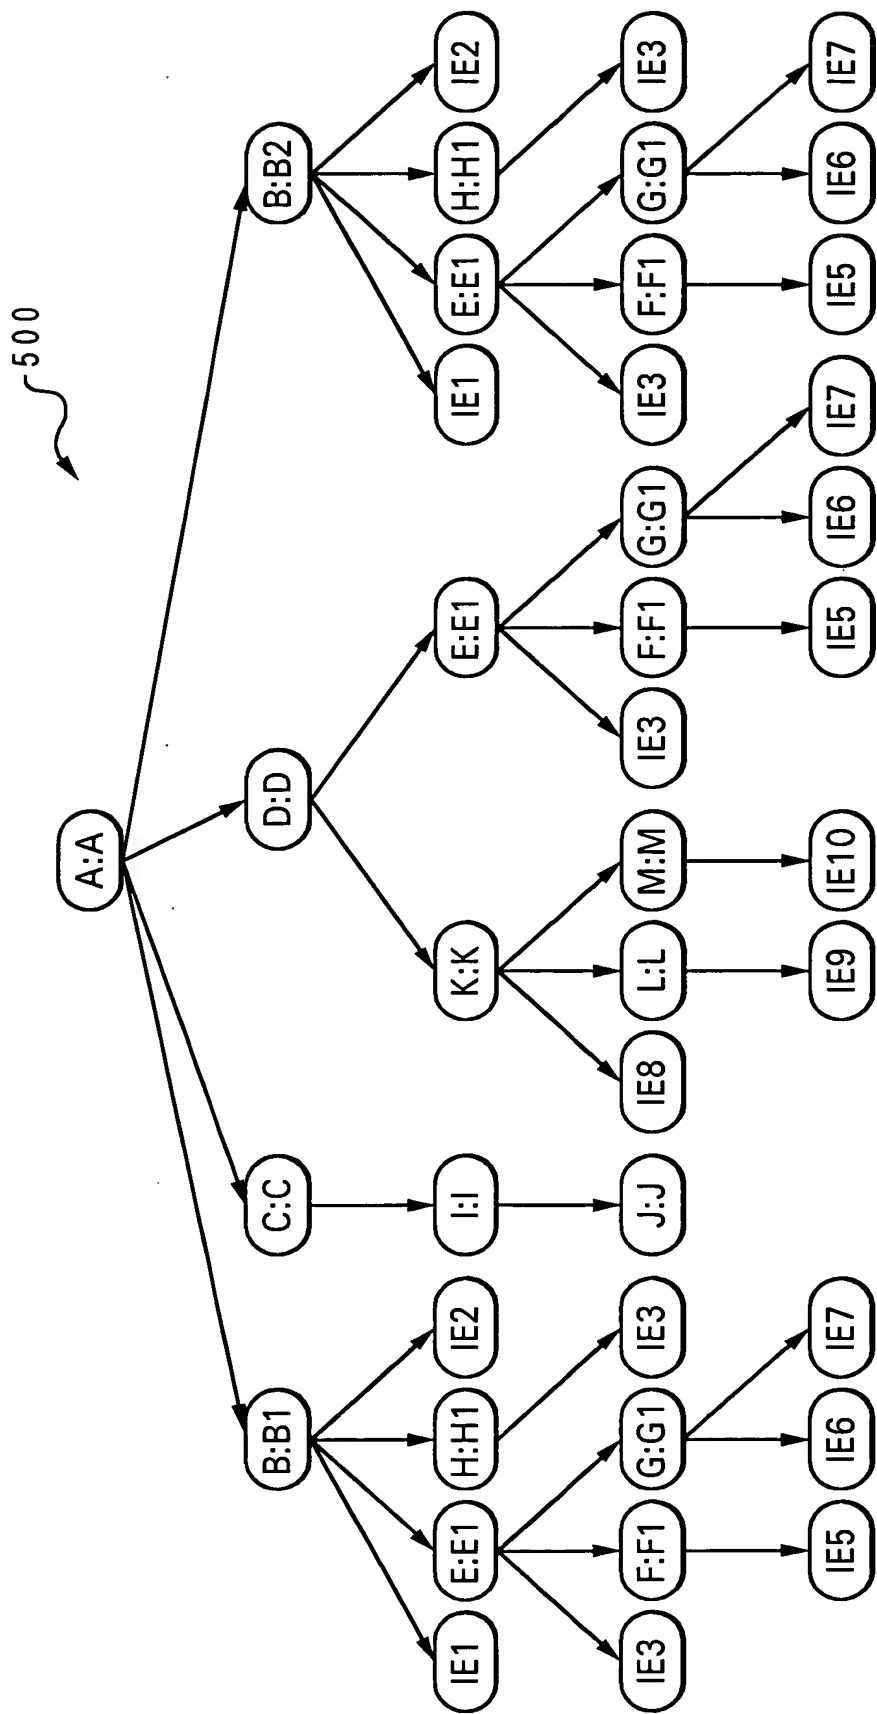 500
A:A
B:B1
C:C
D:D
B:B2
IE1
E:E1
H:H1
IE2
I:I
K:K
E:E1
IE1
E:E1
H:H1
IE2
IE3
F:F1
G:G1
IE3
J:J
IE8
L:L
M:M
IE3
F:F1
G:G1
IE3
F:F1
G:G1
IE3
IE5
IE6
IE7
IE9
IE10
IE5
IE6
IE7
IE5
IE6
IE7